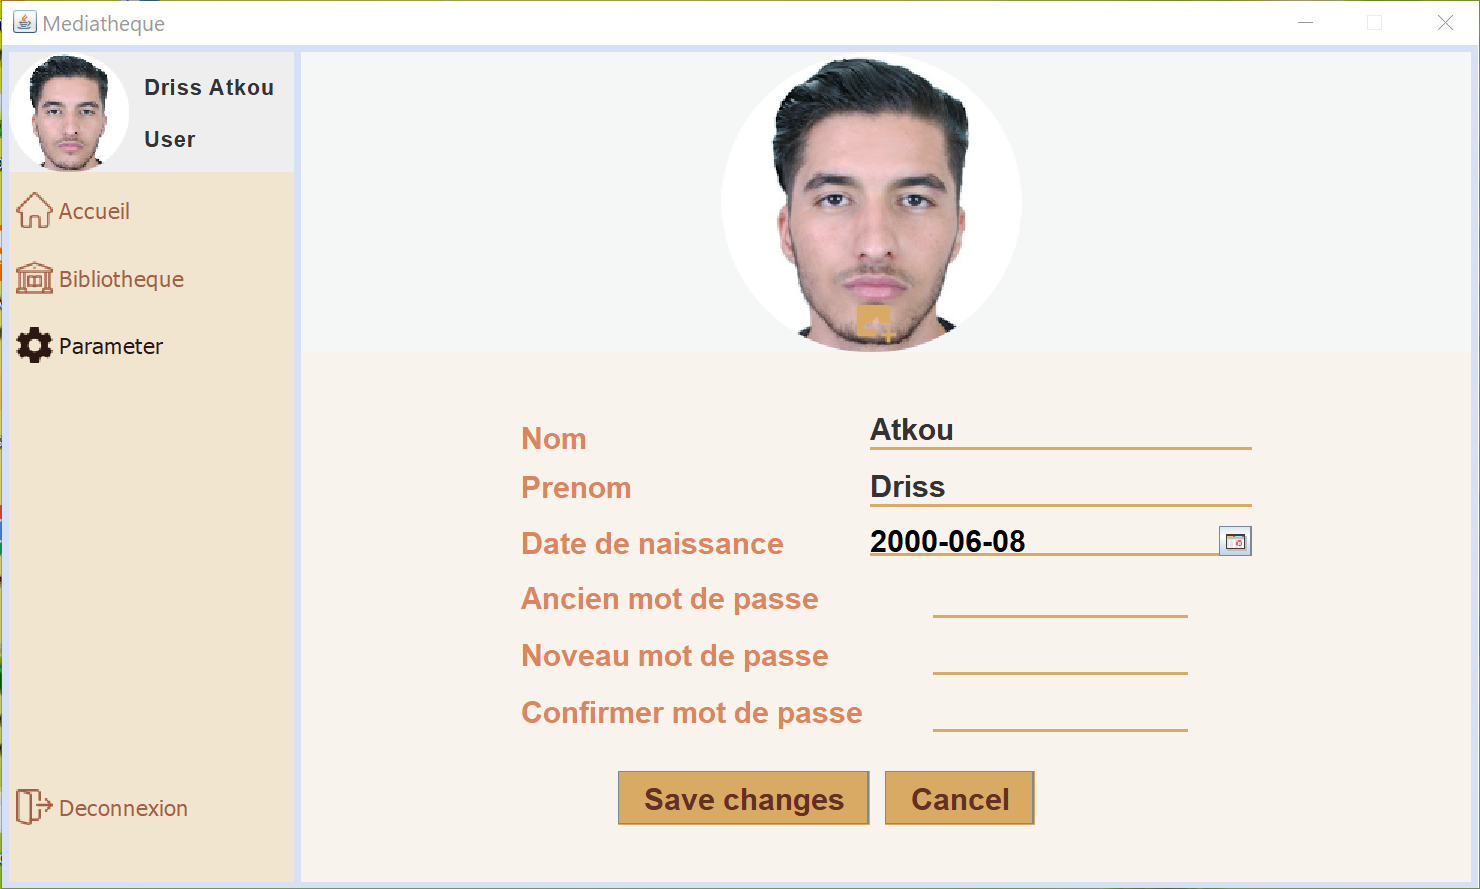 Mediatheque
Driss Atkou
User
Accueil
Bibliotheque
Parameter
Deconnexion
Nom
Atkou
Prenom
Driss
Date de naissance
2000-06-08
Ancien mot de passe
Noveau mot de passe
Confirmer mot de passe
Save changes
Cancel